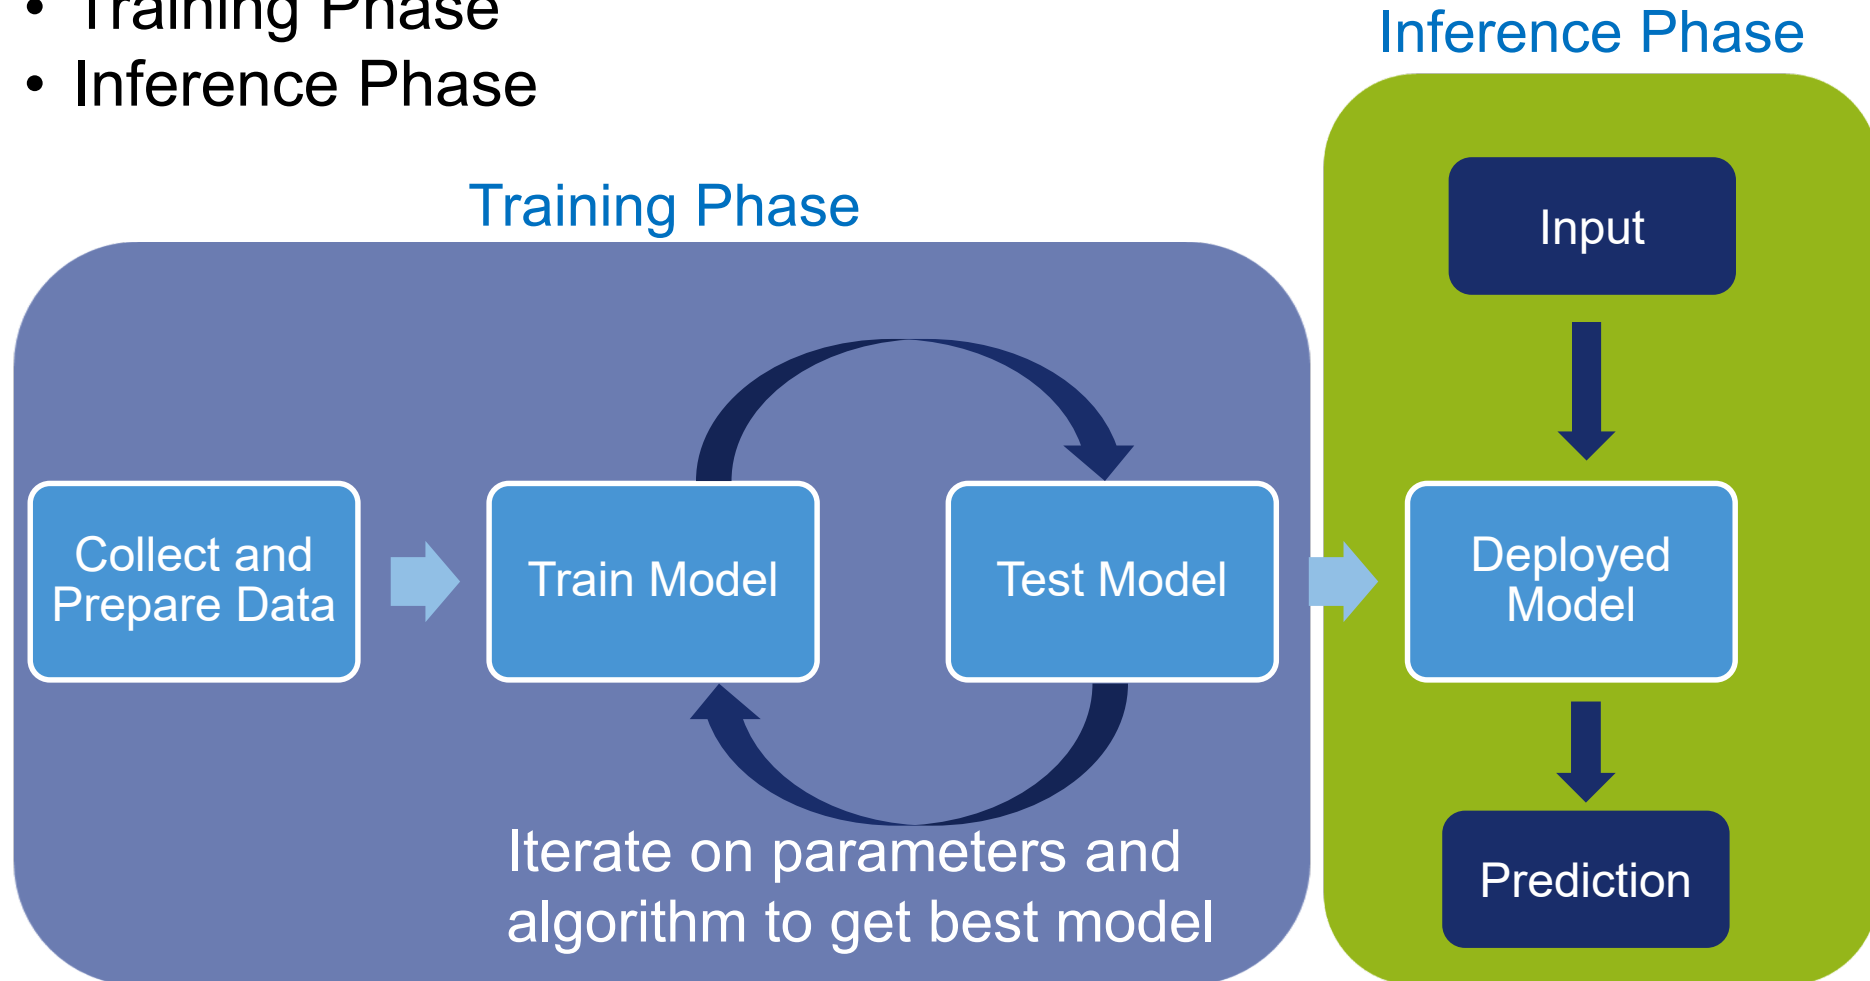 • Training Phase
• Inference Phase
Inference Phase
Training Phase
Input
Collect and
Prepare Data
Train Model
Test Model
Deployed
Model
Iterate on parameters and
algorithm to get best model
Prediction